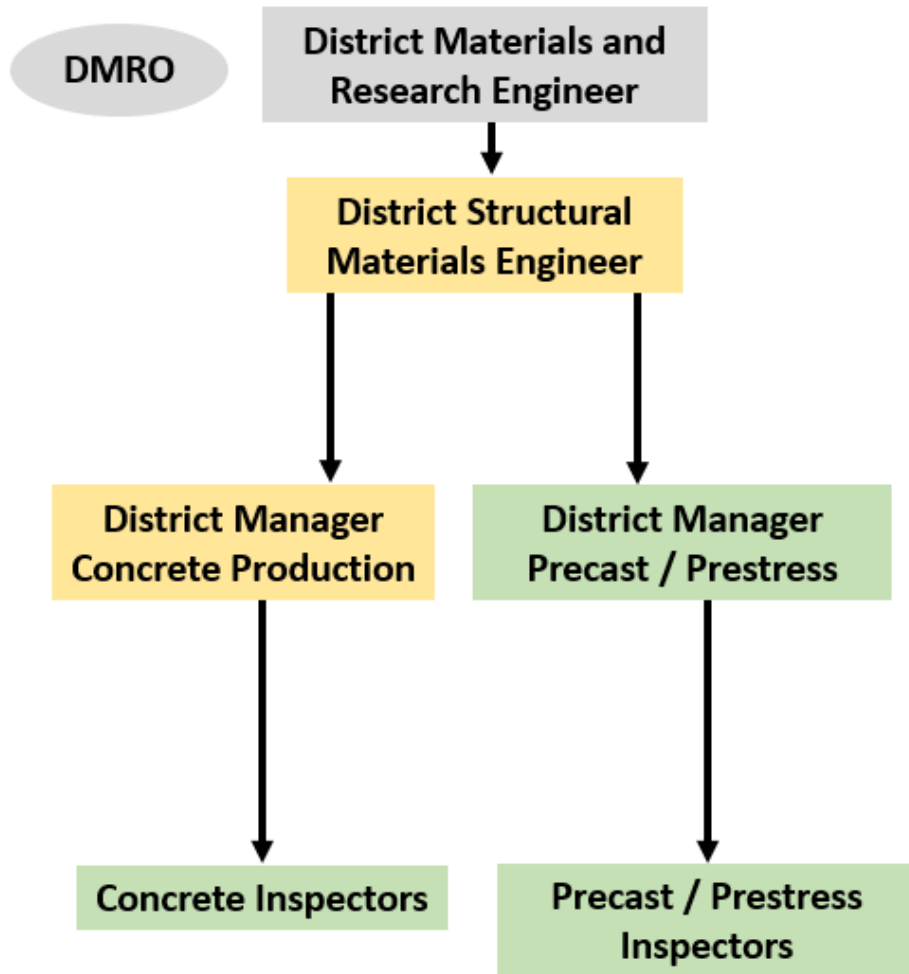 DMRO
District Materials and
Research Engineer
District Structural
Materials Engineer
District Manager
Concrete Production
District Manager
Precast / Prestress
Concrete Inspectors
Precast / Prestress
Inspectors